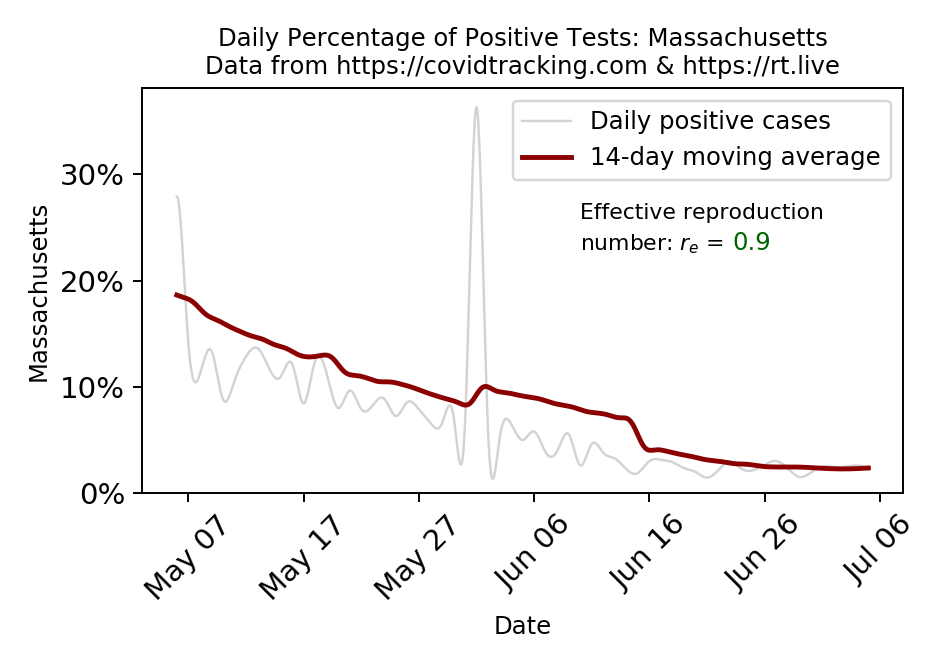 Daily Percentage of Positive Tests: Massachusetts
Data from https://covidtracking.com & https://rt.live
Daily positive cases
14-day moving average
Effective reproduction
number: rₑ = 0.9
Massachusetts
30%
20%
10%
0%
May 07
May 17
May 27
Jun 06
Jun 16
Jun 26
Jul 06
Date